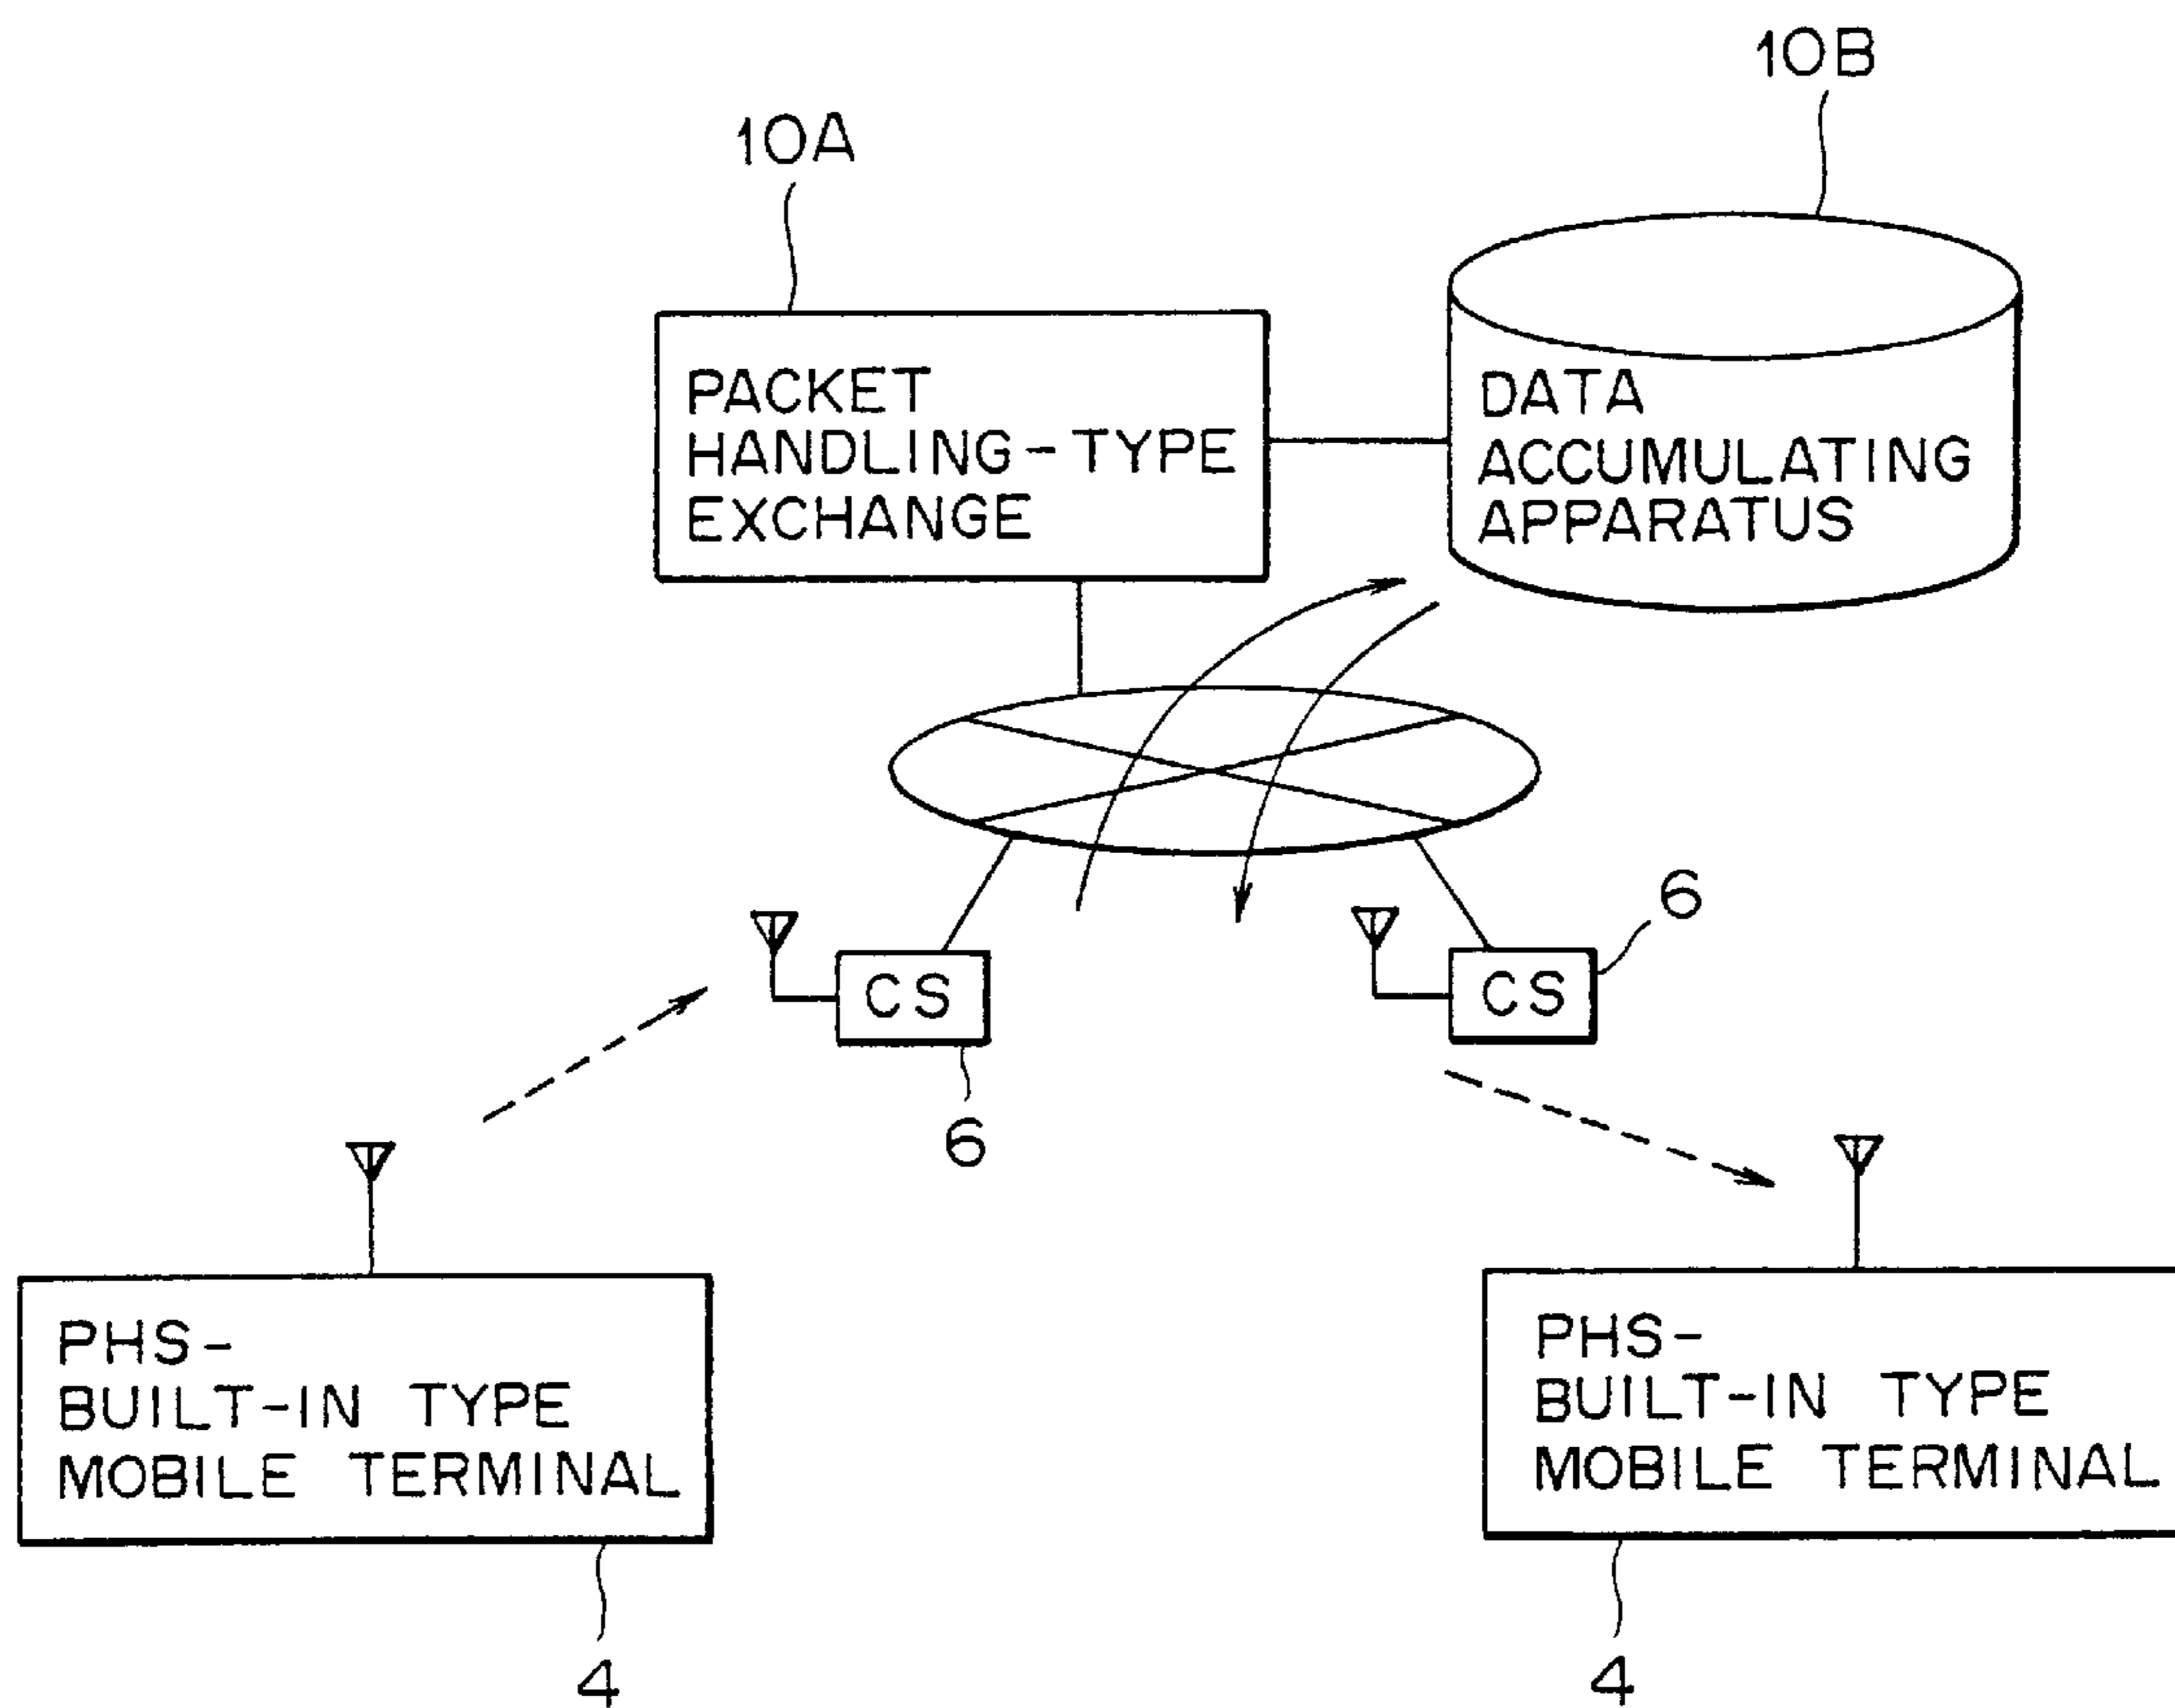 10B
10A
PACKET
HANDLING-TYPE
EXCHANGE
DATA
ACCUMULATING
APPARATUS
6
CS
CS
6
PHS-
BUILT-IN TYPE
MOBILE TERMINAL
PHS-
BUILT-IN TYPE
MOBILE TERMINAL
4
4